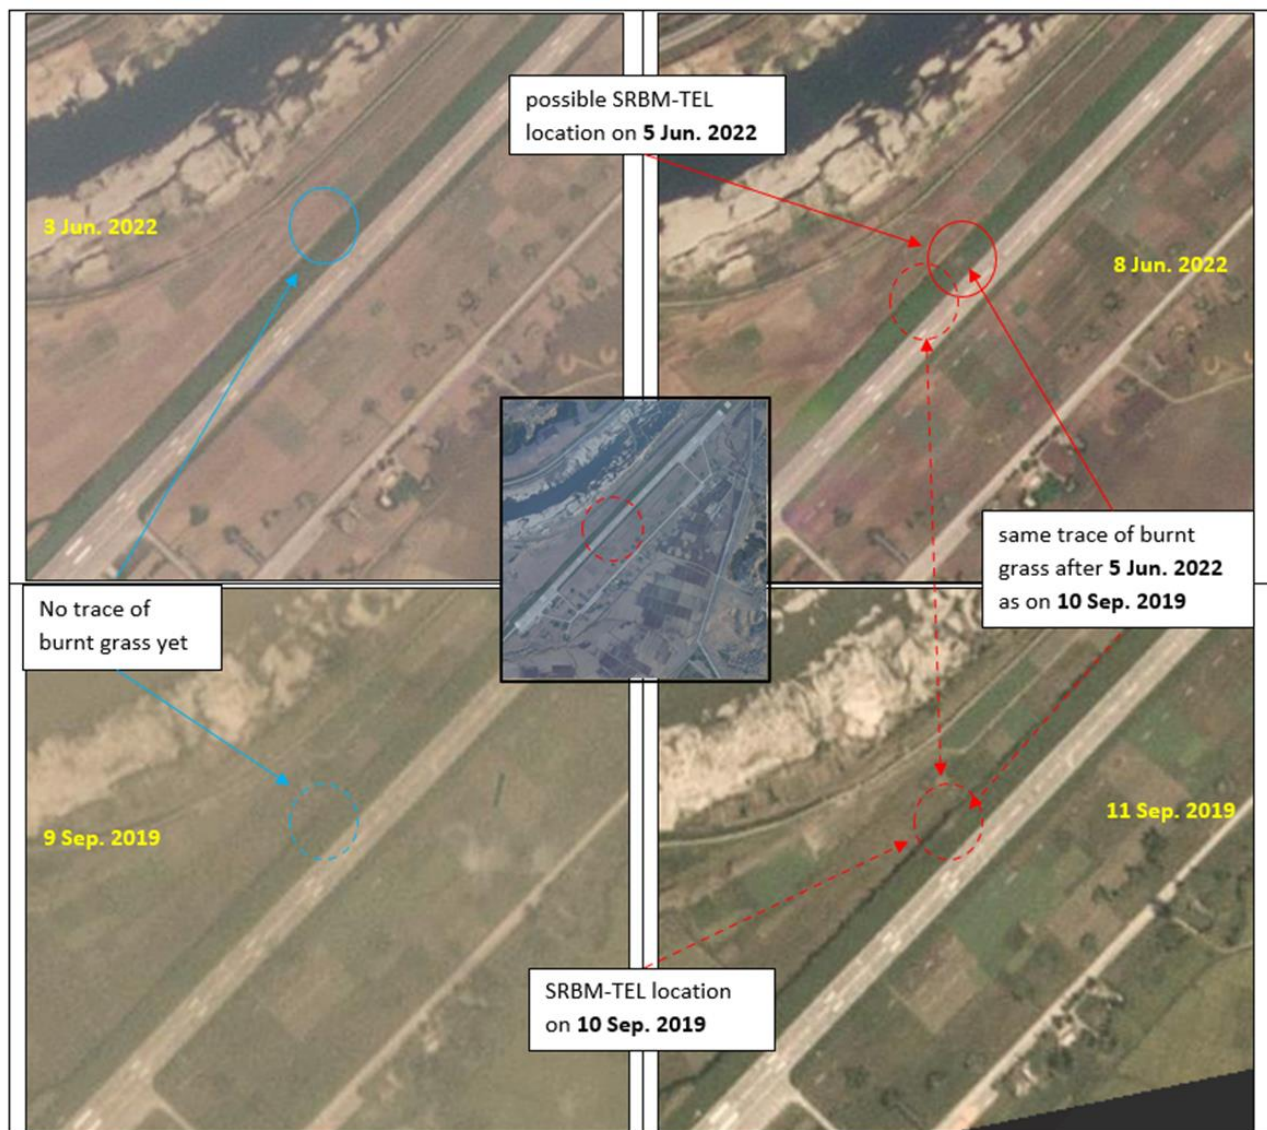 possible SRBM-TEL
location on 5 Jun. 2022
3 Jun. 2022
8 Jun. 2022
same trace of burnt
grass after 5 Jun. 2022
as on 10 Sep. 2019
No trace of
burnt grass yet
9 Sep. 2019
11 Sep. 2019
SRBM-TEL location
on 10 Sep. 2019